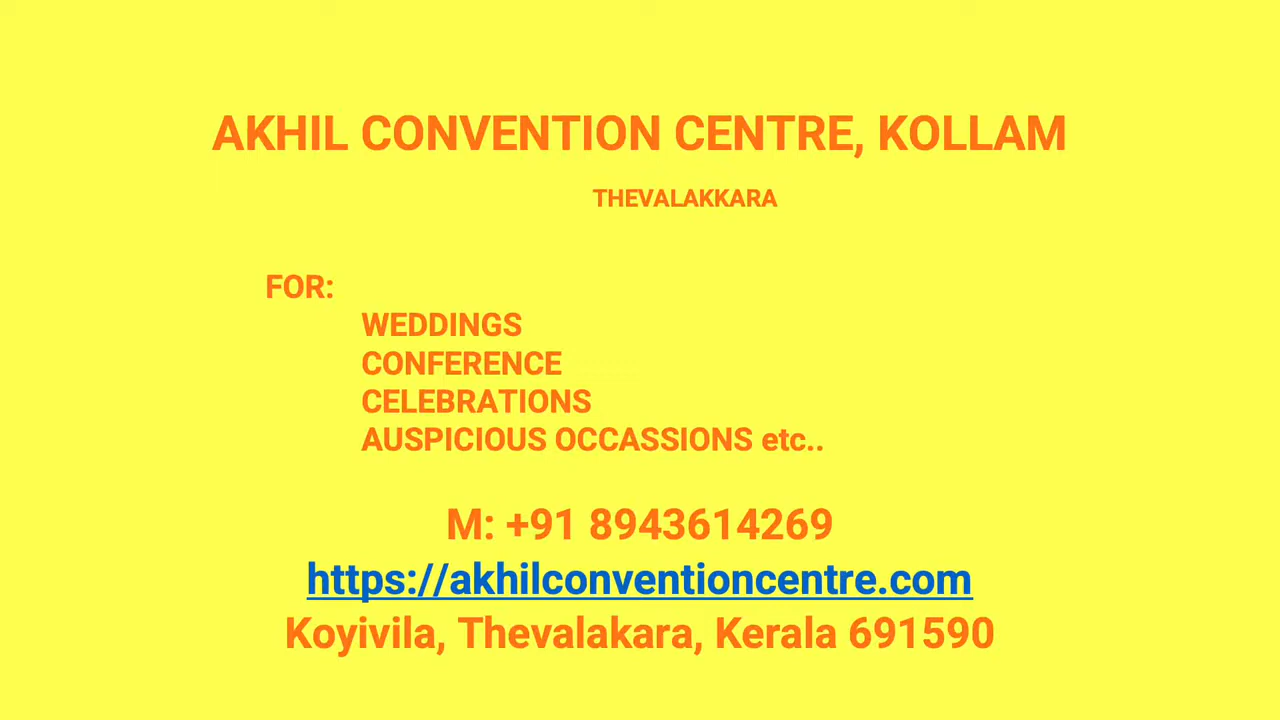 AKHIL CONVENTION CENTRE, KOLLAM
THEVALAKKARA
FOR:
WEDDINGS
CONFERENCE
CELEBRATIONS
AUSPICIOUS OCCASSIONS etc..
M: +91 8943614269
https://akhilconventioncentre.com
Koyivila, Thevalakara, Kerala 691590